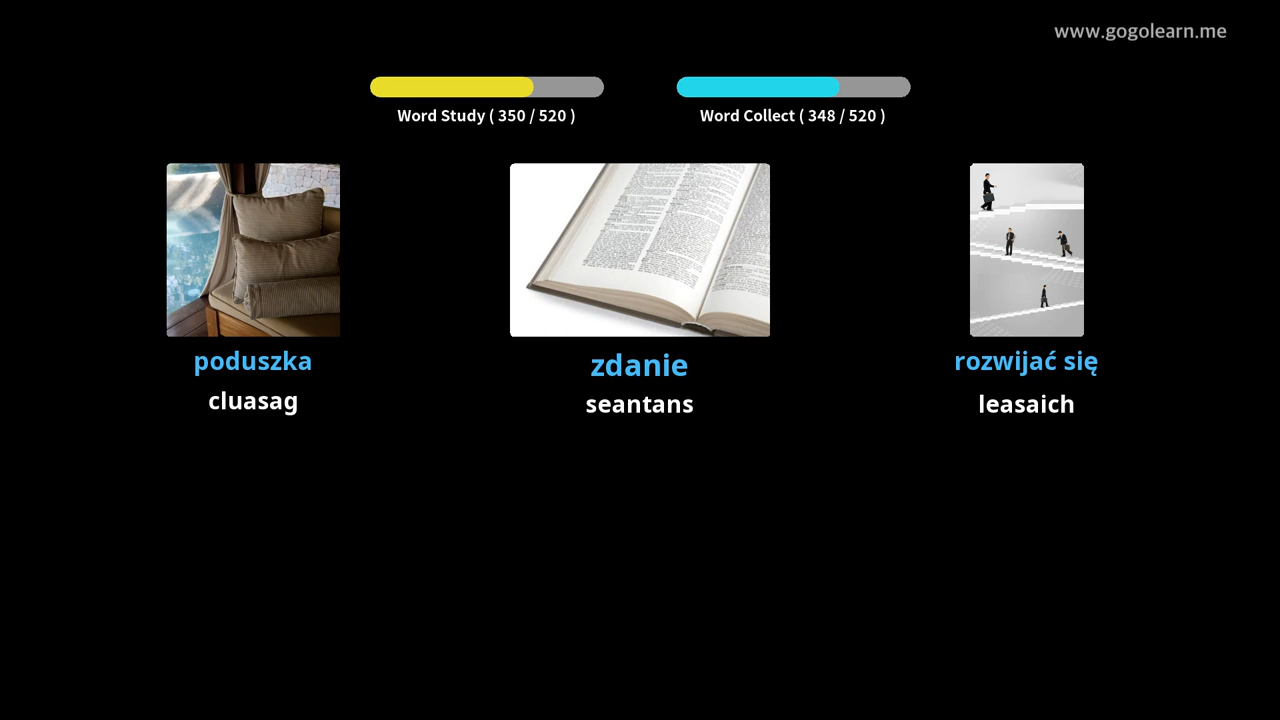 www.gogolearn.me
Word Study ( 350 / 520 )
Word Collect ( 348 / 520 )
poduszka
cluasag
zdanie
seantans
rozwijać się
leasaich